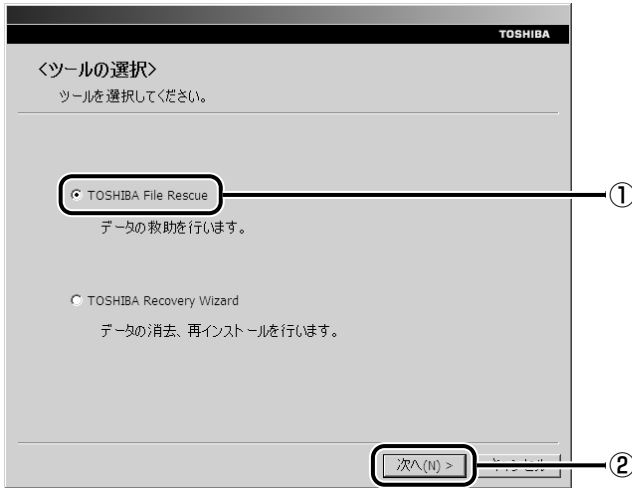 TOSHIBA
<ツールの選択>
ツールを選択してください。
TOSHIBA File Rescue
①
データの救助を行います。
TOSHIBA Recovery Wizard
データの消去、再インストールを行います。
次へ(N) >
②